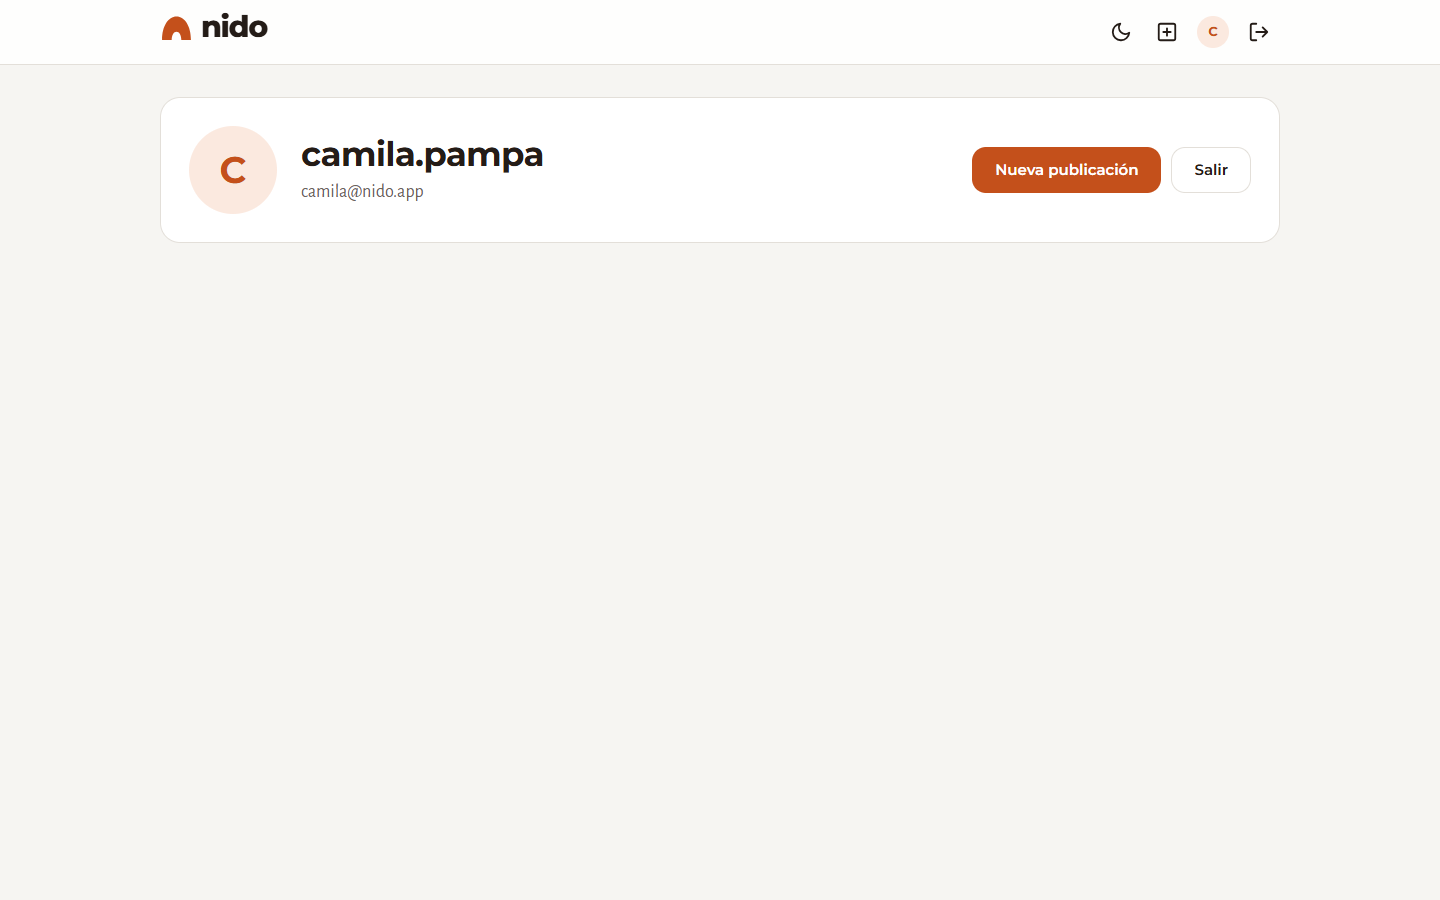 nido
C
C
camila.pampa
camila@nido.app
Nueva publicación
Salir